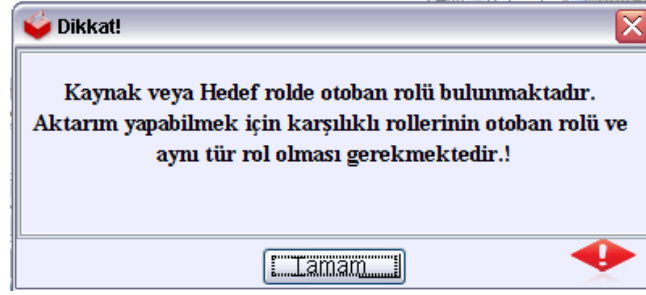 Dikkat!
Kaynak veya Hedef rolde otoban rolü bulunmaktadır.
Aktarım yapabilmek için karşılıklı rollerinin otoban rolü ve
aynı tür rol olması gerekmektedir.!
Tamam